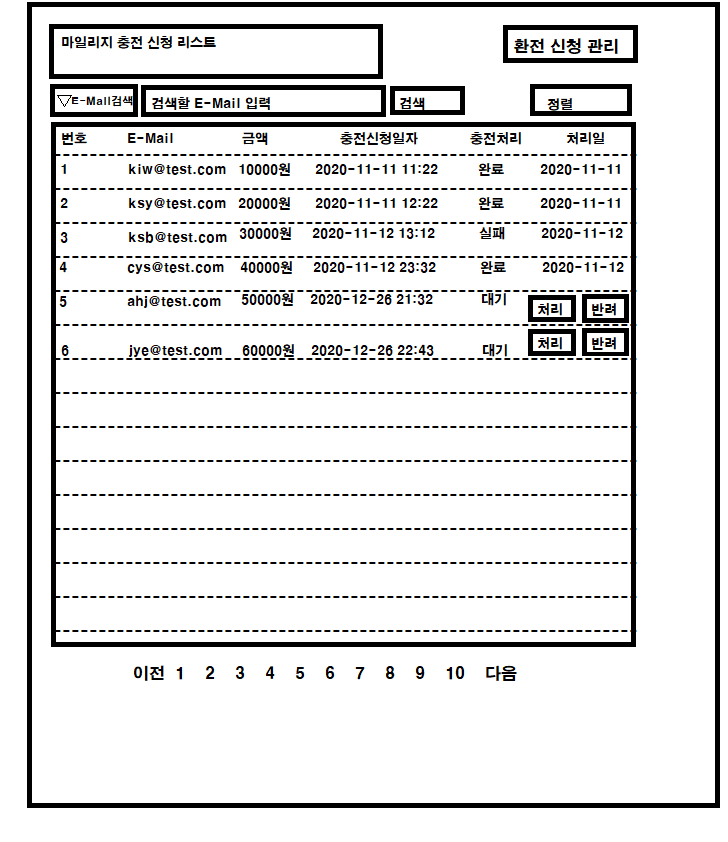 마일리지 충전 신청 리스트
환전 신청 관리
▽E-Mail검색 검색할 E-Mail 입력 검색 정렬
번호 E-Mail 금액 충전신청일자 충전처리 처리일
1 kiw@test.com 10000원 2020-11-11 11:22 완료 2020-11-11
2 ksy@test.com 20000원 2020-11-11 12:22 완료 2020-11-11
3 ksb@test.com 30000원 2020-11-12 13:12 실패 2020-11-12
4 cys@test.com 40000원 2020-11-12 23:32 완료 2020-11-12
5 ahj@test.com 50000원 2020-12-26 21:32 대기 처리 반려
6 jye@test.com 60000원 2020-12-26 22:43 대기 처리 반려
이전 1 2 3 4 5 6 7 8 9 10 다음